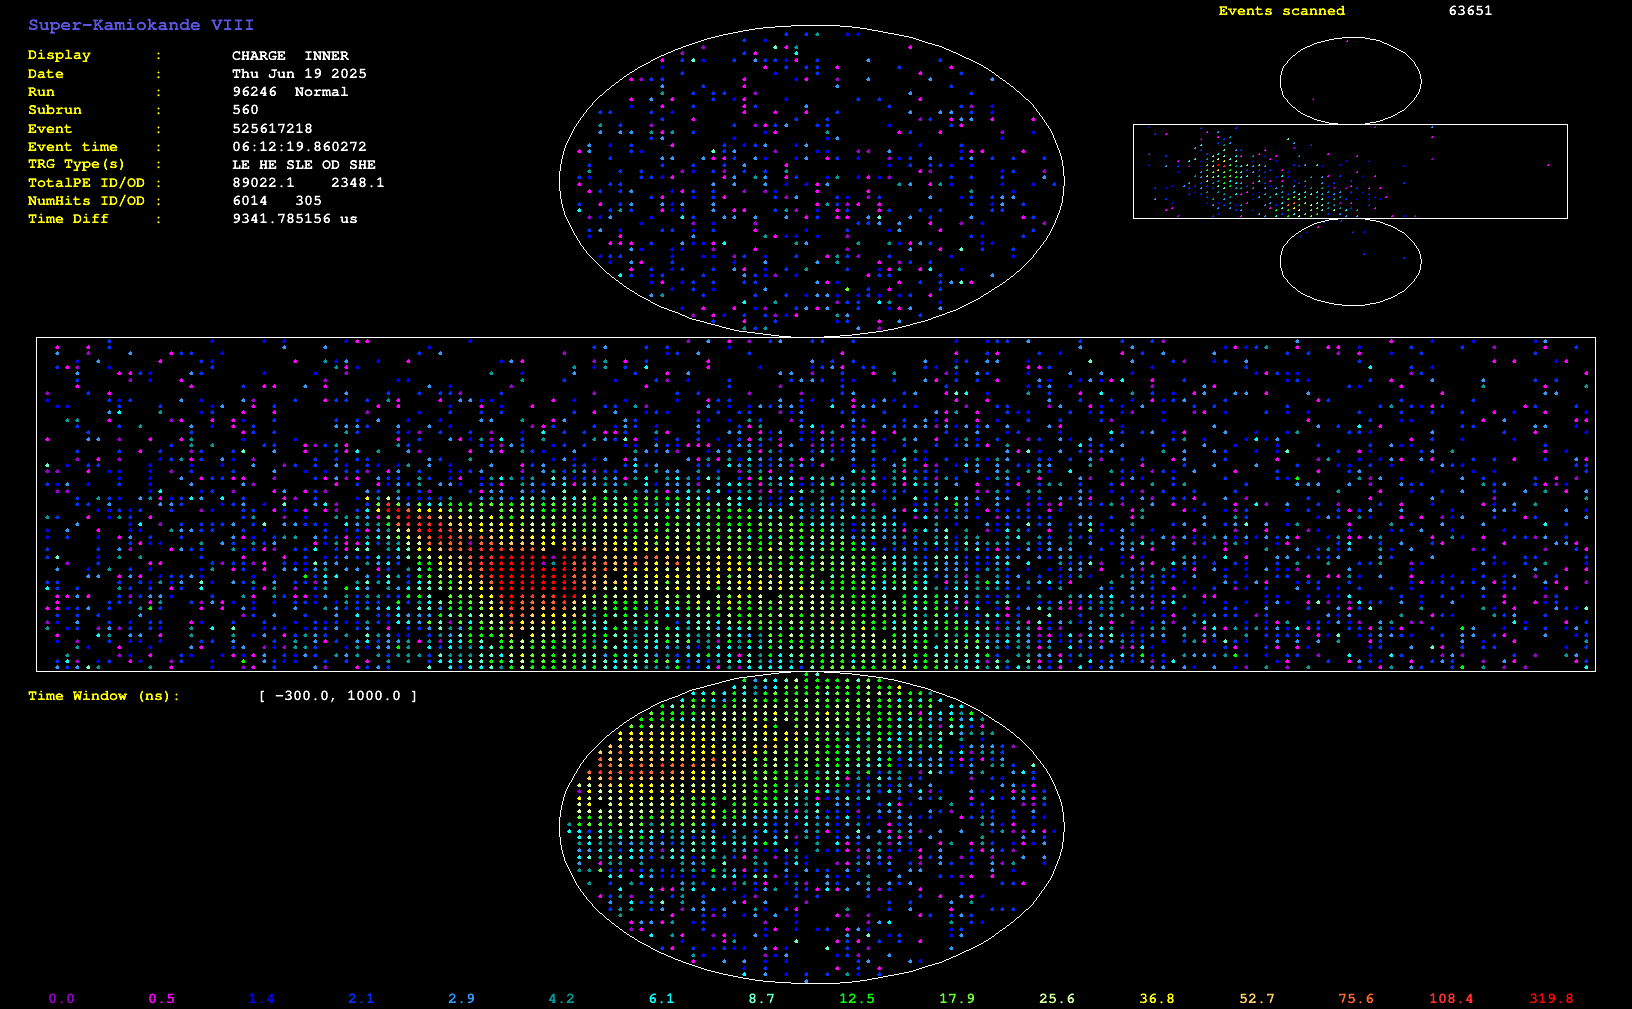 Super-Kamiokande VIII
Events scanned 63651
Display : CHARGE INNER
Date : Thu Jun 19 2025
Run : 96246 Normal
Subrun : 560
Event : 525617218
Event time : 06:12:19.860272
TRG Type(s) : LE HE SLE OD SHE
TotalPE ID/OD : 89022.1 2348.1
NumHits ID/OD : 6014 305
Time Diff : 9341.785156 us
Time Window (ns): [ -300.0, 1000.0 ]
0.0 0.5 1.4 2.1 2.9 4.2 6.1 8.7 12.5 17.9 25.6 36.8 52.7 75.6 108.4 319.8